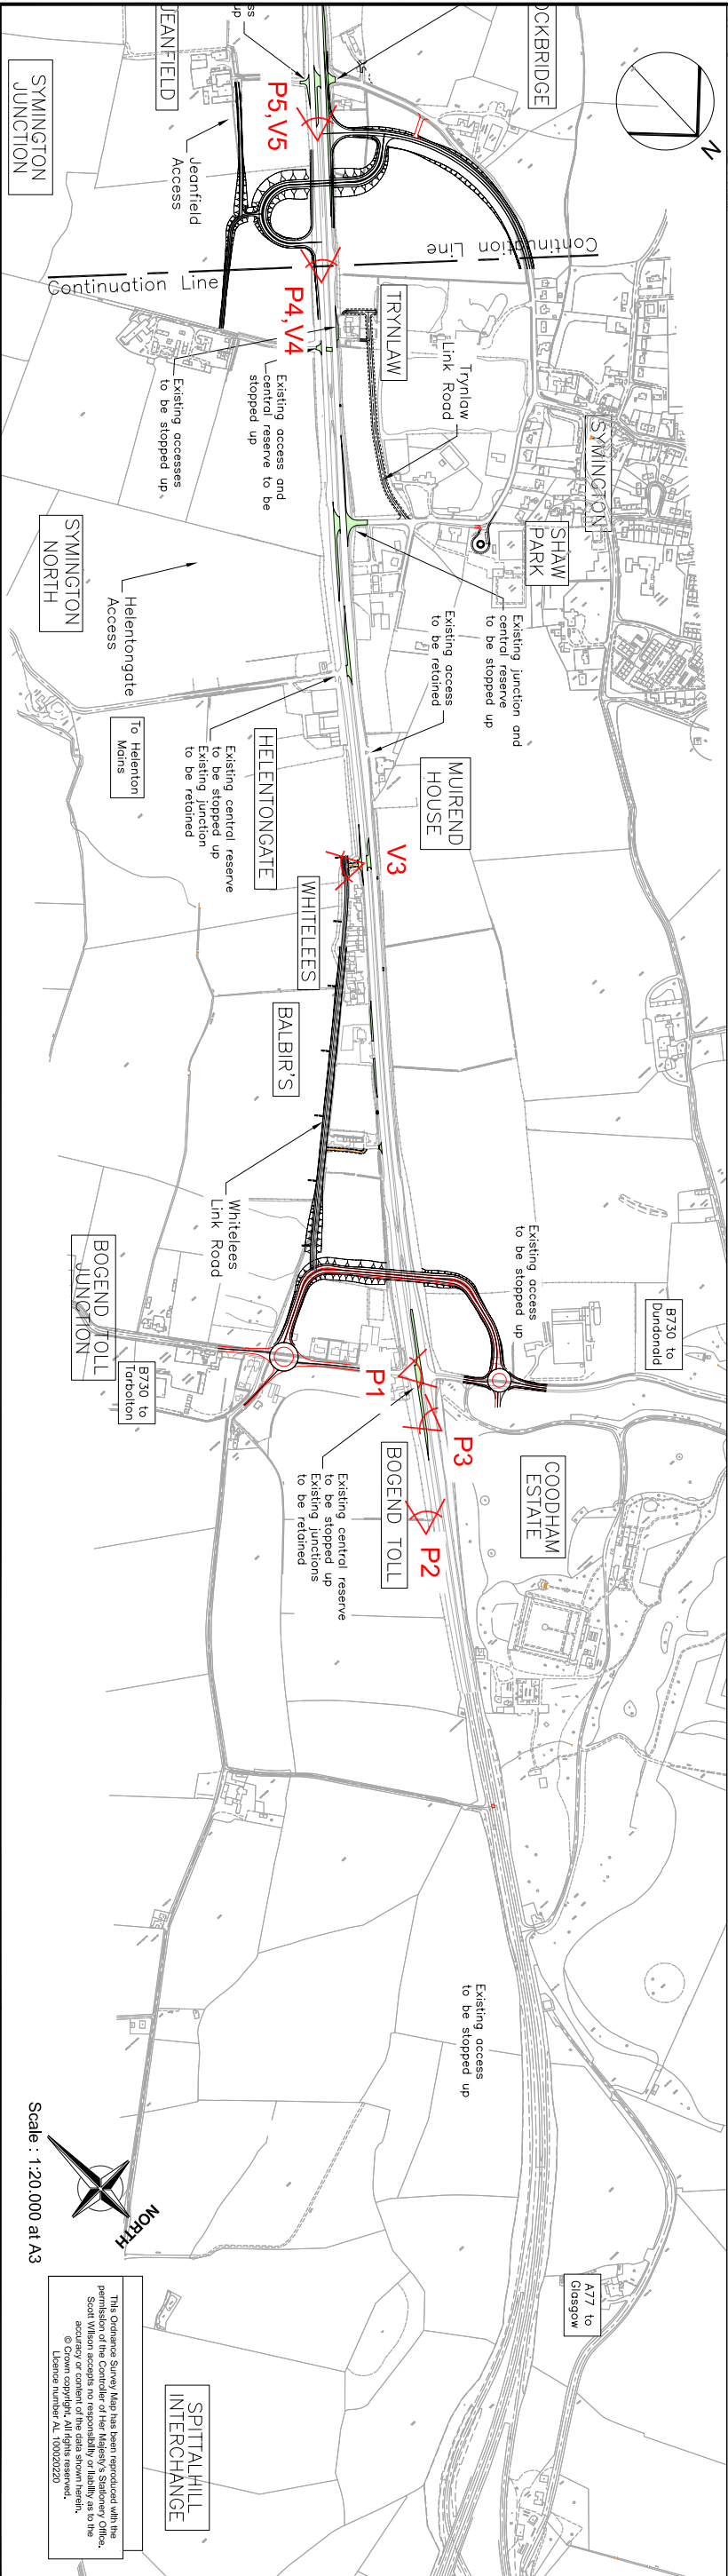 N
OCKBRIDGE
ss
up
JEANFIELD
P5,V5
Jeanfield
Access
SYMINGTON
JUNCTION
Continuation Line
Continuation Line
P4,V4
TRYNLAW
Trynlaw
Link Road
Existing accesses
to be stopped up
Existing access and
central reserve to be
stopped up
SYMINGTON
SHAW
PARK
SYMINGTON
NORTH
Helentongate
Access
Existing junction and
central reserve
to be stopped up
Existing access
to be retained
To Helenton
Mains
HELENTONGATE
Existing central reserve
to be stopped up
Existing junction
to be retained
MUIREND
HOUSE
V3
WHITELEES
BALBIR'S
Whitelees
Link Road
BOGEND TOLL
JUNCTION
B730 to
Tarbolton
Existing access
to be stopped up
B730 to
Dundonald
P1
P3
P2
BOGEND TOLL
Existing central reserve
to be stopped up
Existing junctions
to be retained
COODHAM
ESTATE
Existing access
to be stopped up
A77 to
Glasgow
NORTH
Scale : 1:20.000 at A3
SPITTALHILL
INTERCHANGE
This Ordnance Survey Map has been reproduced with the
permission of the Controller of Her Majesty's Stationery Office,
Scott Wilson accepts no responsibility or liability as to the
accuracy or content of the data shown herein.
© Crown copyright. All rights reserved.
Licence number AL 100020220